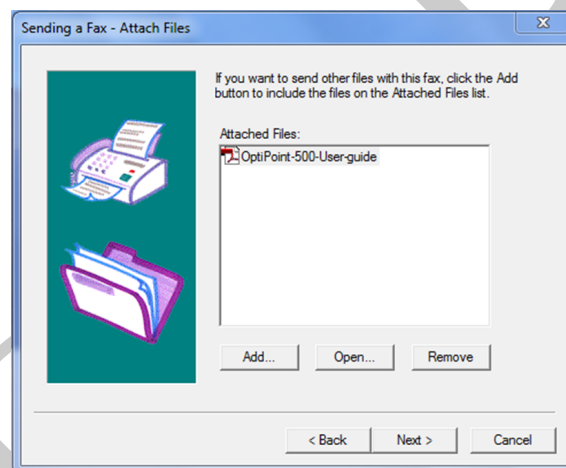 Sending a Fax - Attach Files
If you want to send other files with this fax, click the Add
button to include the files on the Attached Files list.
Attached Files:
OptiPoint-500-User-guide
Add... Open... Remove
< Back Next > Cancel